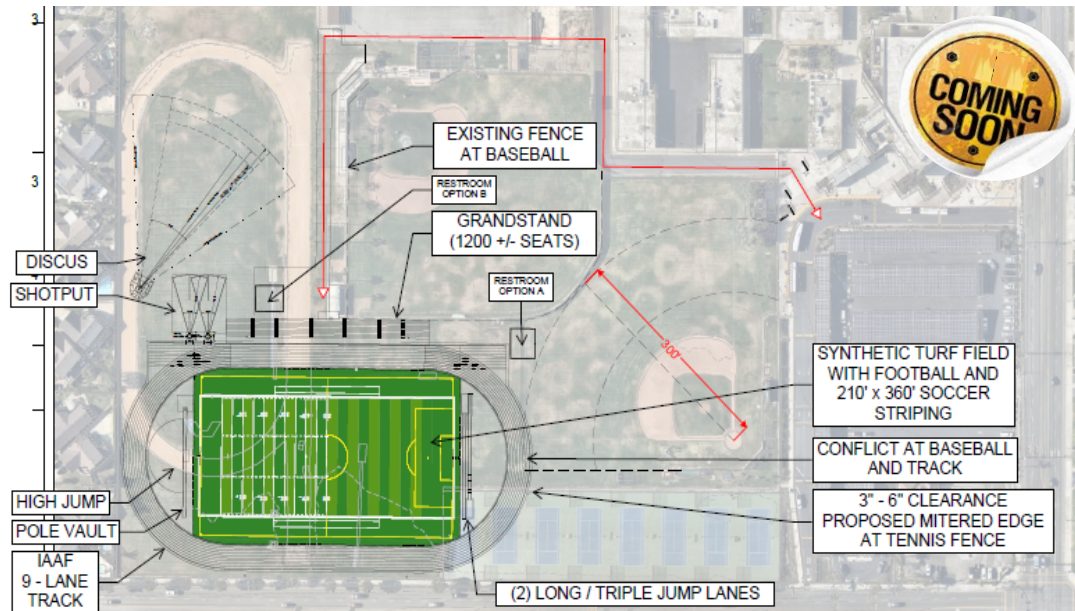 3
3
COMING
SOON
EXISTING FENCE
AT BASEBALL
RESTROOM
OPTION B
GRANDSTAND
(1200 +/- SEATS)
DISCUS
SHOTPUT
RESTROOM
OPTION A
300'
SYNTHETIC TURF FIELD
WITH FOOTBALL AND
210' x 360' SOCCER
STRIPING
CONFLICT AT BASEBALL
AND TRACK
HIGH JUMP
POLE VAULT
3" - 6" CLEARANCE
PROPOSED MITERED EDGE
AT TENNIS FENCE
IAAF
9 - LANE
TRACK
(2) LONG / TRIPLE JUMP LANES